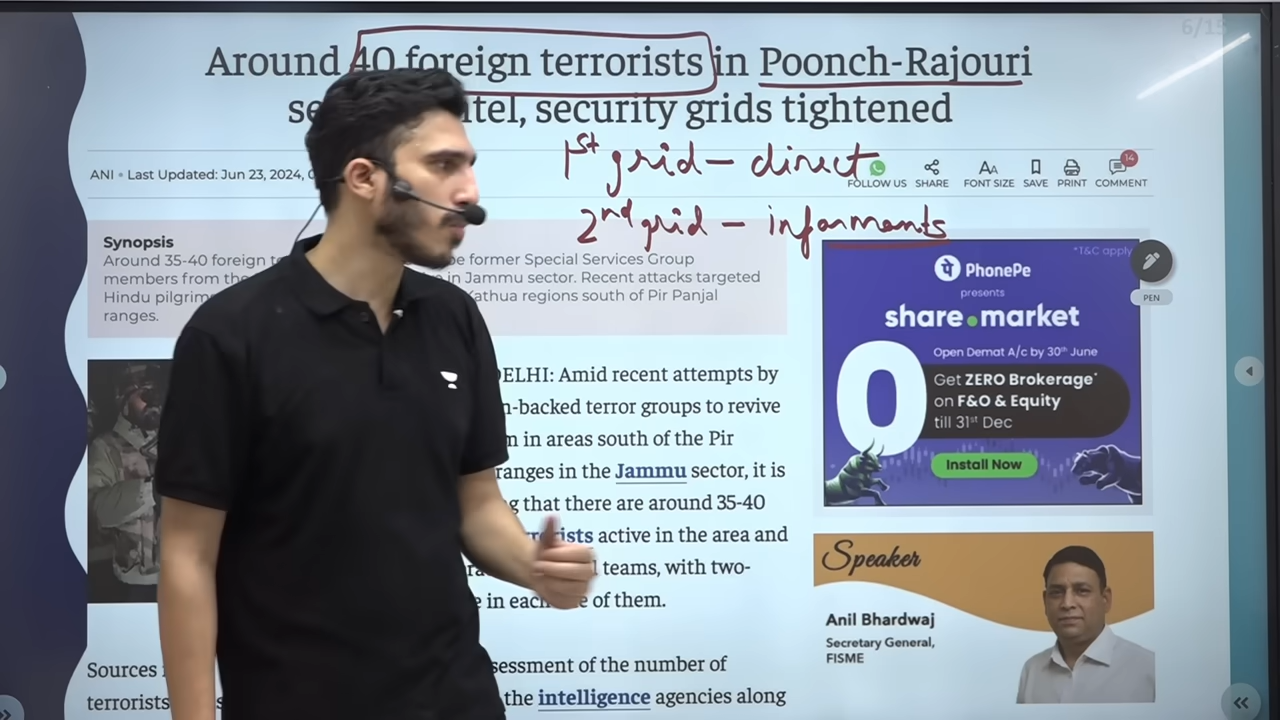 6/15
Around 40 foreign terrorists in Poonch-Rajouri
se ntel, security grids tightened
1st grid – direct
ANI • Last Updated: Jun 23, 2024,
FOLLOW US SHARE FONT SIZE SAVE PRINT COMMENT
14
2nd grid – informants
Synopsis
Around 35-40 foreign te e former Special Services Group
members from the e in Jammu sector. Recent attacks targeted
Hindu pilgrim Kathua regions south of Pir Panjal
ranges.
*T&C apply
PhonePe
presents
share.market
Open Demat A/c by 30th June
0
Get ZERO Brokerage*
on F&O & Equity
till 31st Dec
Install Now
PEN
DELHI: Amid recent attempts by
n-backed terror groups to revive
m in areas south of the Pir
ranges in the Jammu sector, it is
g that there are around 35-40
rrorists active in the area and
teams, with two-
e in each of them.
Speaker
Anil Bhardwaj
Secretary General,
FISME
Sources sessment of the number of
terrorists the intelligence agencies along